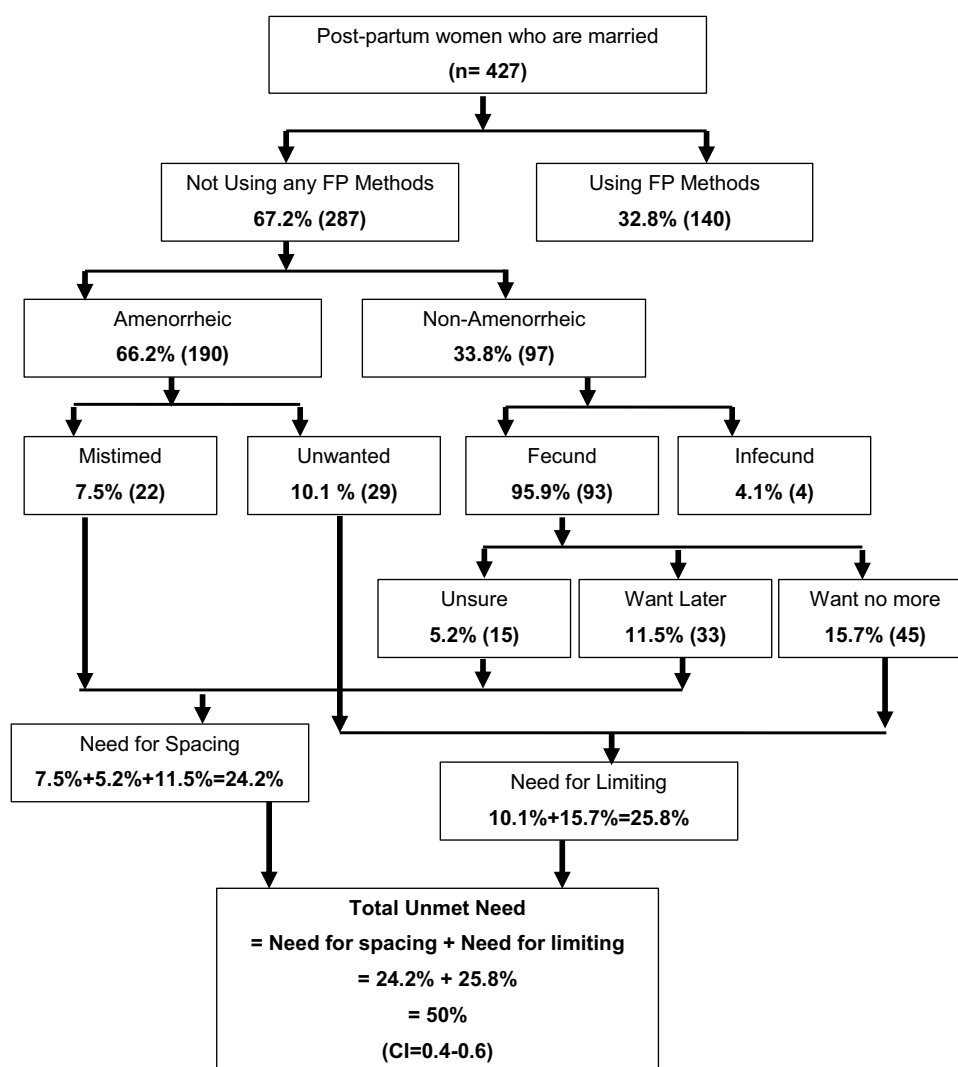 Post-partum women who are married
(n= 427)
Not Using any FP Methods
67.2% (287)
Using FP Methods
32.8% (140)
Amenorrheic
66.2% (190)
Non-Amenorrheic
33.8% (97)
Mistimed
7.5% (22)
Unwanted
10.1 % (29)
Fecund
95.9% (93)
Infecund
4.1% (4)
Unsure
5.2% (15)
Want Later
11.5% (33)
Want no more
15.7% (45)
Need for Spacing
7.5%+5.2%+11.5%=24.2%
Need for Limiting
10.1%+15.7%=25.8%
Total Unmet Need
= Need for spacing + Need for limiting
= 24.2% + 25.8%
= 50%
(CI=0.4-0.6)